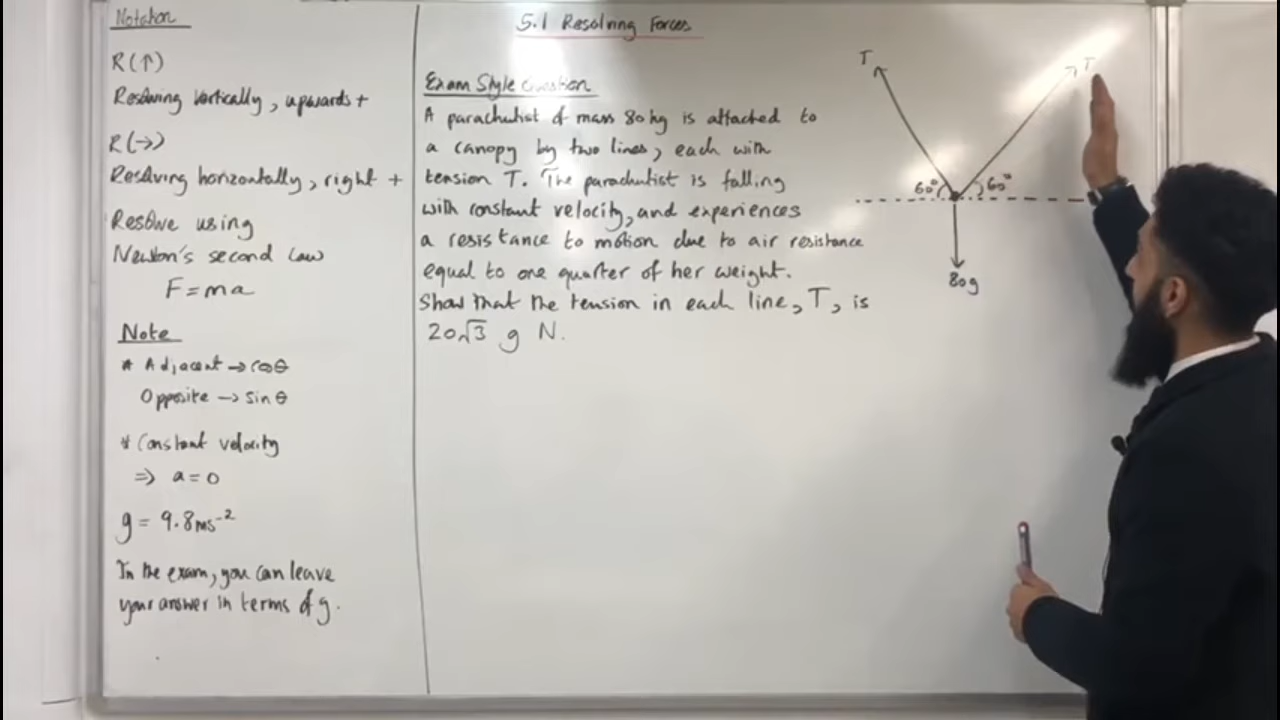 Notation
R(↑)
Resolving vertically, upwards +
R(→)
Resolving horizontally, right +
Resolve using
Newton's second law
F = ma
Note
* Adjacent → cos θ
Opposite → sin θ
* Constant velocity
⇒ a = 0
g = 9.8ms⁻²
In the exam, you can leave
your answer in terms of g.
5.1 Resolving Forces
Exam Style Question
A parachutist of mass 80kg is attached to
a canopy by two lines, each with
tension T. The parachutist is falling
with constant velocity, and experiences
a resistance to motion due to air resistance
equal to one quarter of her weight.
Show that the tension in each line, T, is
20√3 g N.
T
T
60°
60°
80g